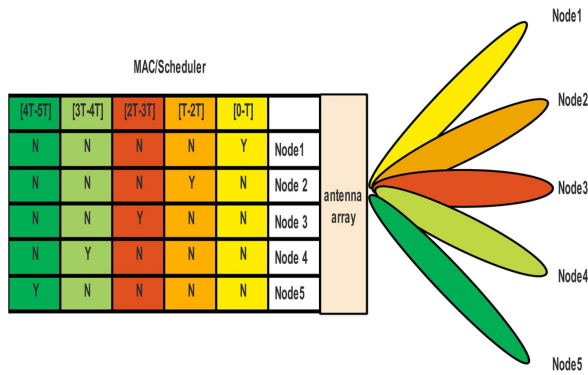 Node1
MAC/Scheduler
[4T-5T] [3T-4T] [2T-3T] [T-2T] [0-T]
N N N N Y Node1
Node2
N N N Y N Node 2
antenna
array
Node3
N N Y N N Node 3
N Y N N N Node 4
Node4
Y N N N N Node5
Node5